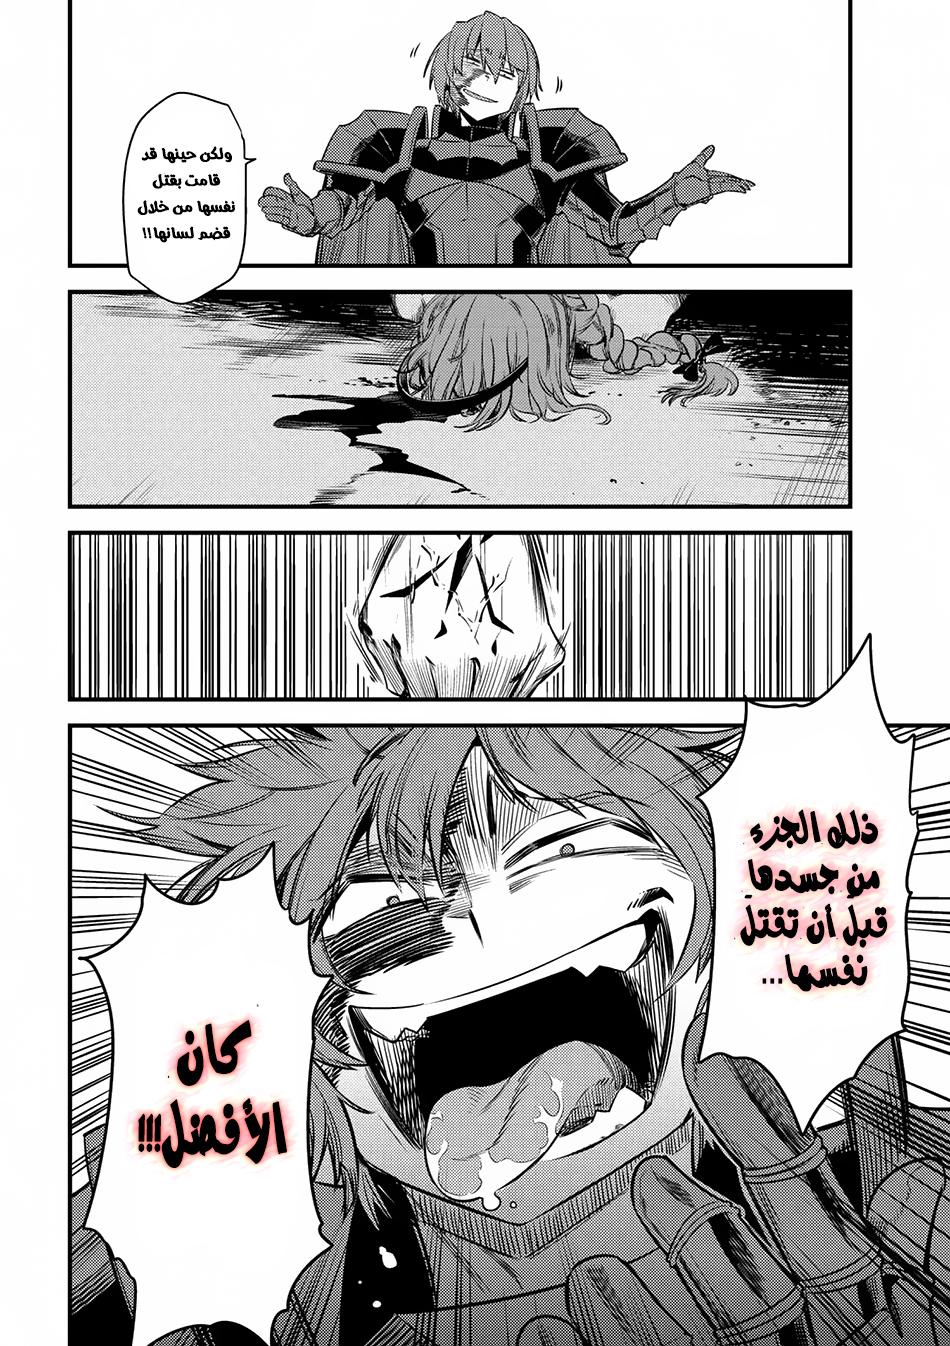 ولكن حينها قد
قامت بقتل
نفسها من خلال
قضم لسانها!!
ذلك الجزء
من جسدها
قبل أن تقتل
نفسها...
كان
الأفضل!!!